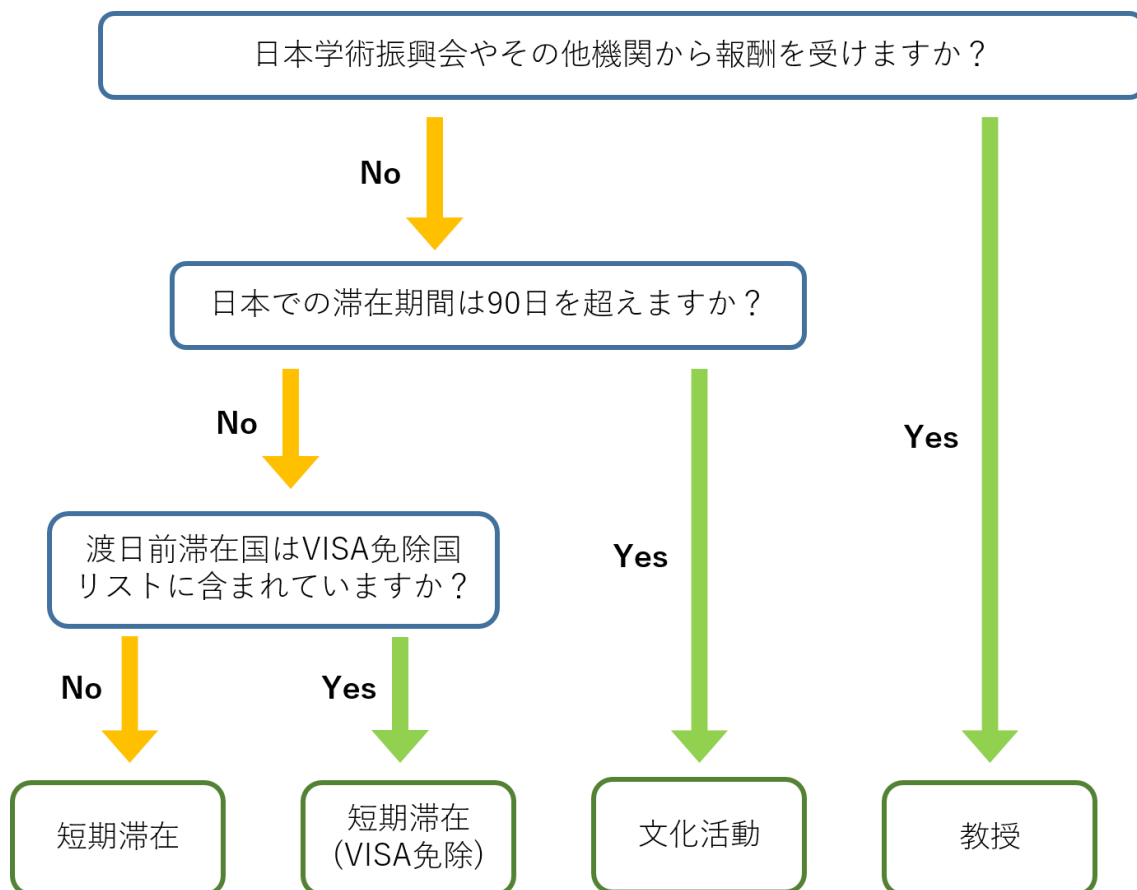 日本学術振興会やその他機関から報酬を受けますか？
No
日本での滞在期間は90日を超えますか？
No
Yes
渡日前滞在国はVISA免除国
リストに含まれていますか？
Yes
No
Yes
短期滞在
短期滞在
(VISA免除)
文化活動
教授